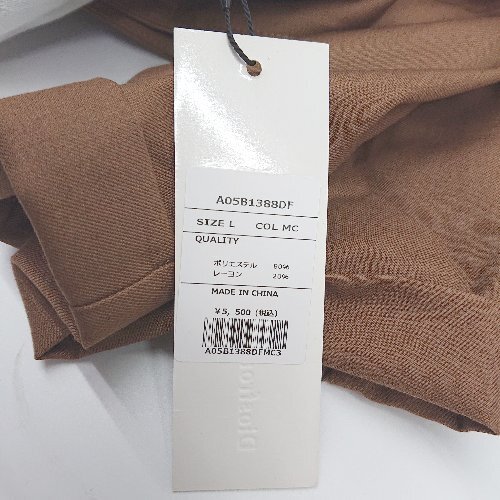 A05B1388DF
SIZE L COL MC
QUALITY
ポリエステル 80%
レーヨン 20%
MADE IN CHINA
¥5, 500 (税込)
A05B1388DFMC3